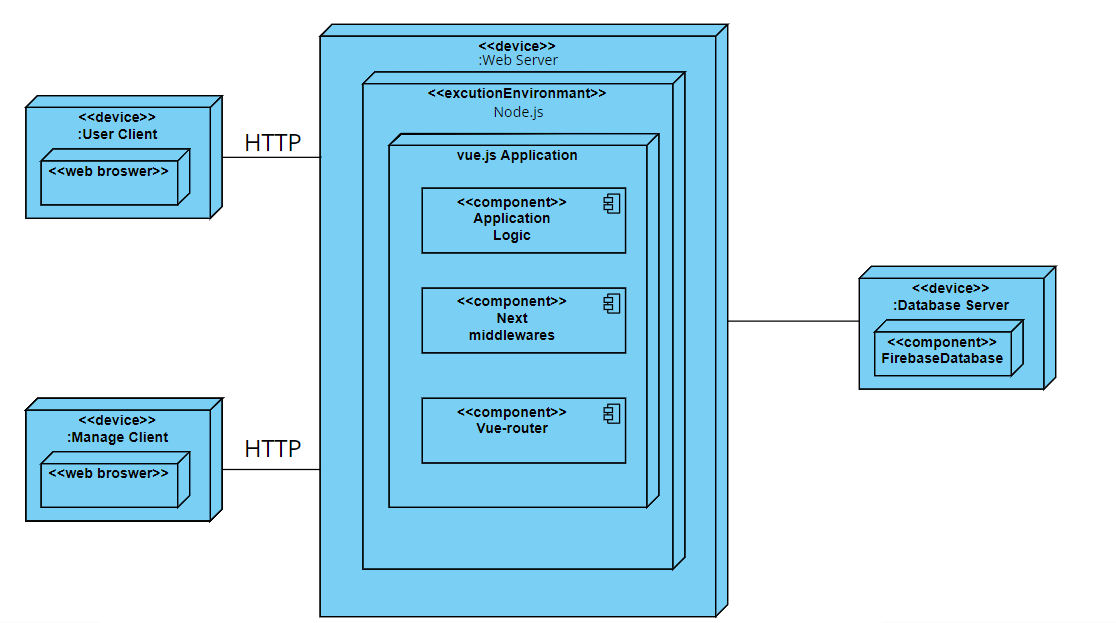 <<device>>
:User Client
<<web broswer>>
HTTP
<<device>>
:Manage Client
<<web broswer>>
HTTP
<<device>>
:Web Server
<<excutionEnvironmant>>
Node.js
vue.js Application
<<component>>
Application
Logic
<<component>>
Next
middlewares
<<component>>
Vue-router
<<device>>
:Database Server
<<component>>
FirebaseDatabase